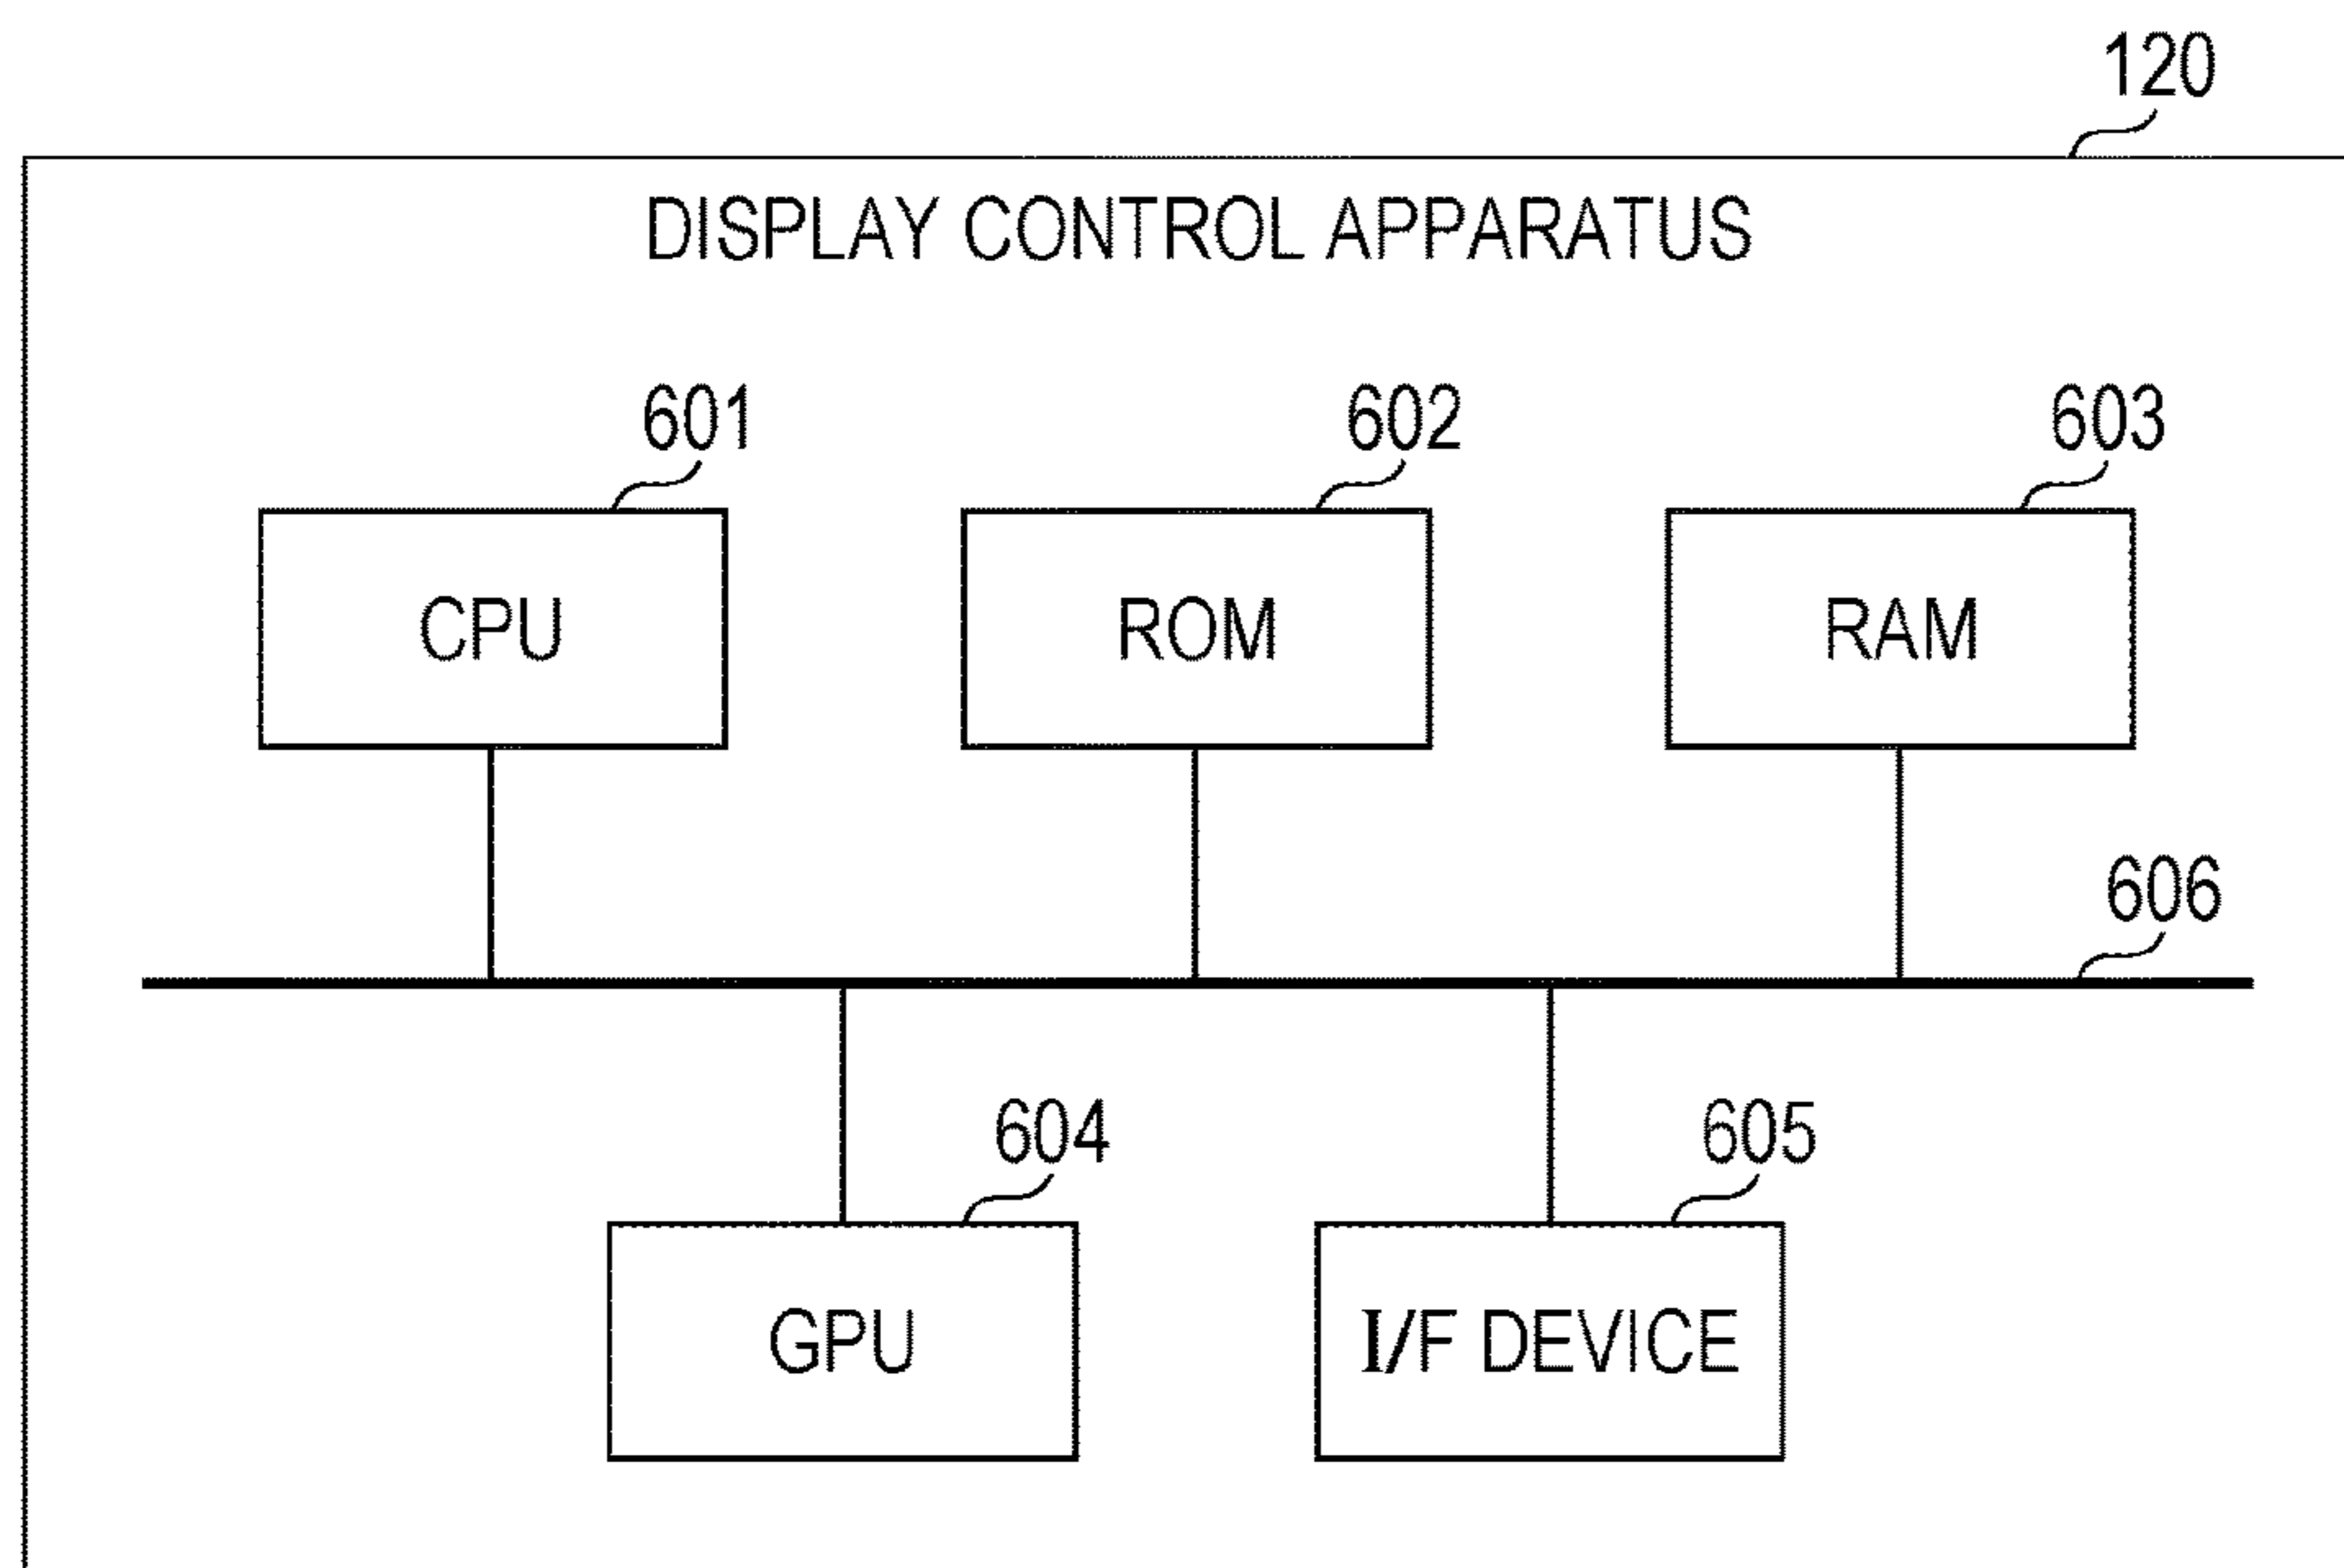 120
DISPLAY CONTROL APPARATUS
601
602
603
CPU
ROM
RAM
606
604
605
GPU
I/F DEVICE